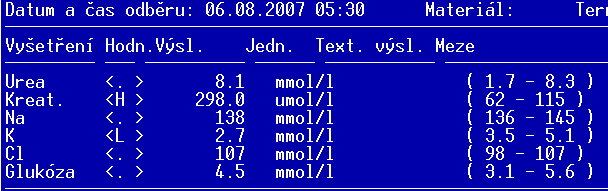 Datum a čas odběru: 06.08.2007 05:30 Materiál:
Vyšetření Hodn.Výsl. Jedn. Text. výsl. Meze
Urea <. > 8.1 mmol/l ( 1.7 - 8.3 )
Kreat. <H > 298.0 umol/l ( 62 - 115 )
Na <. > 138 mmol/l ( 136 - 145 )
K <L > 2.7 mmol/l ( 3.5 - 5.1 )
Cl <. > 107 mmol/l ( 98 - 107 )
Glukóza <. > 4.5 mmol/l ( 3.1 - 5.6 )